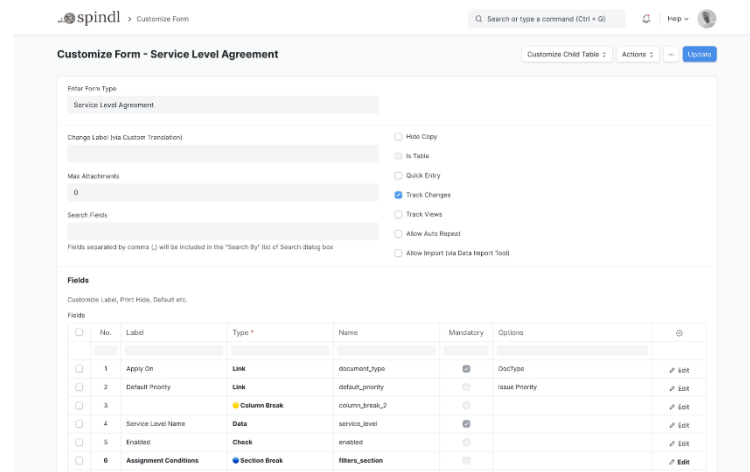 spindl > Customize Form
Search or type a command (Ctrl + G)
Help
Customize Form - Service Level Agreement
Customize Child Table
Actions
...
Update
Enter Form Type
Service Level Agreement
Change Label (via Custom Translation)
Max Attachments
0
Search Fields
Fields separated by comma (,) will be included in the "Search By" list of Search dialog box
Hide Copy
Is Table
Quick Entry
Track Changes
Track Views
Allow Auto Repeat
Allow Import (via Data Import Tool)
Fields
Customize Label, Print Hide, Default etc.
Fields
No. Label Type * Name Mandatory Options
1 Apply On Link document_type DocType Edit
2 Default Priority Link default_priority Issue Priority Edit
3 Column Break column_break_2 Edit
4 Service Level Name Data service_level Edit
5 Enabled Check enabled Edit
6 Assignment Conditions Section Break filters_section Edit